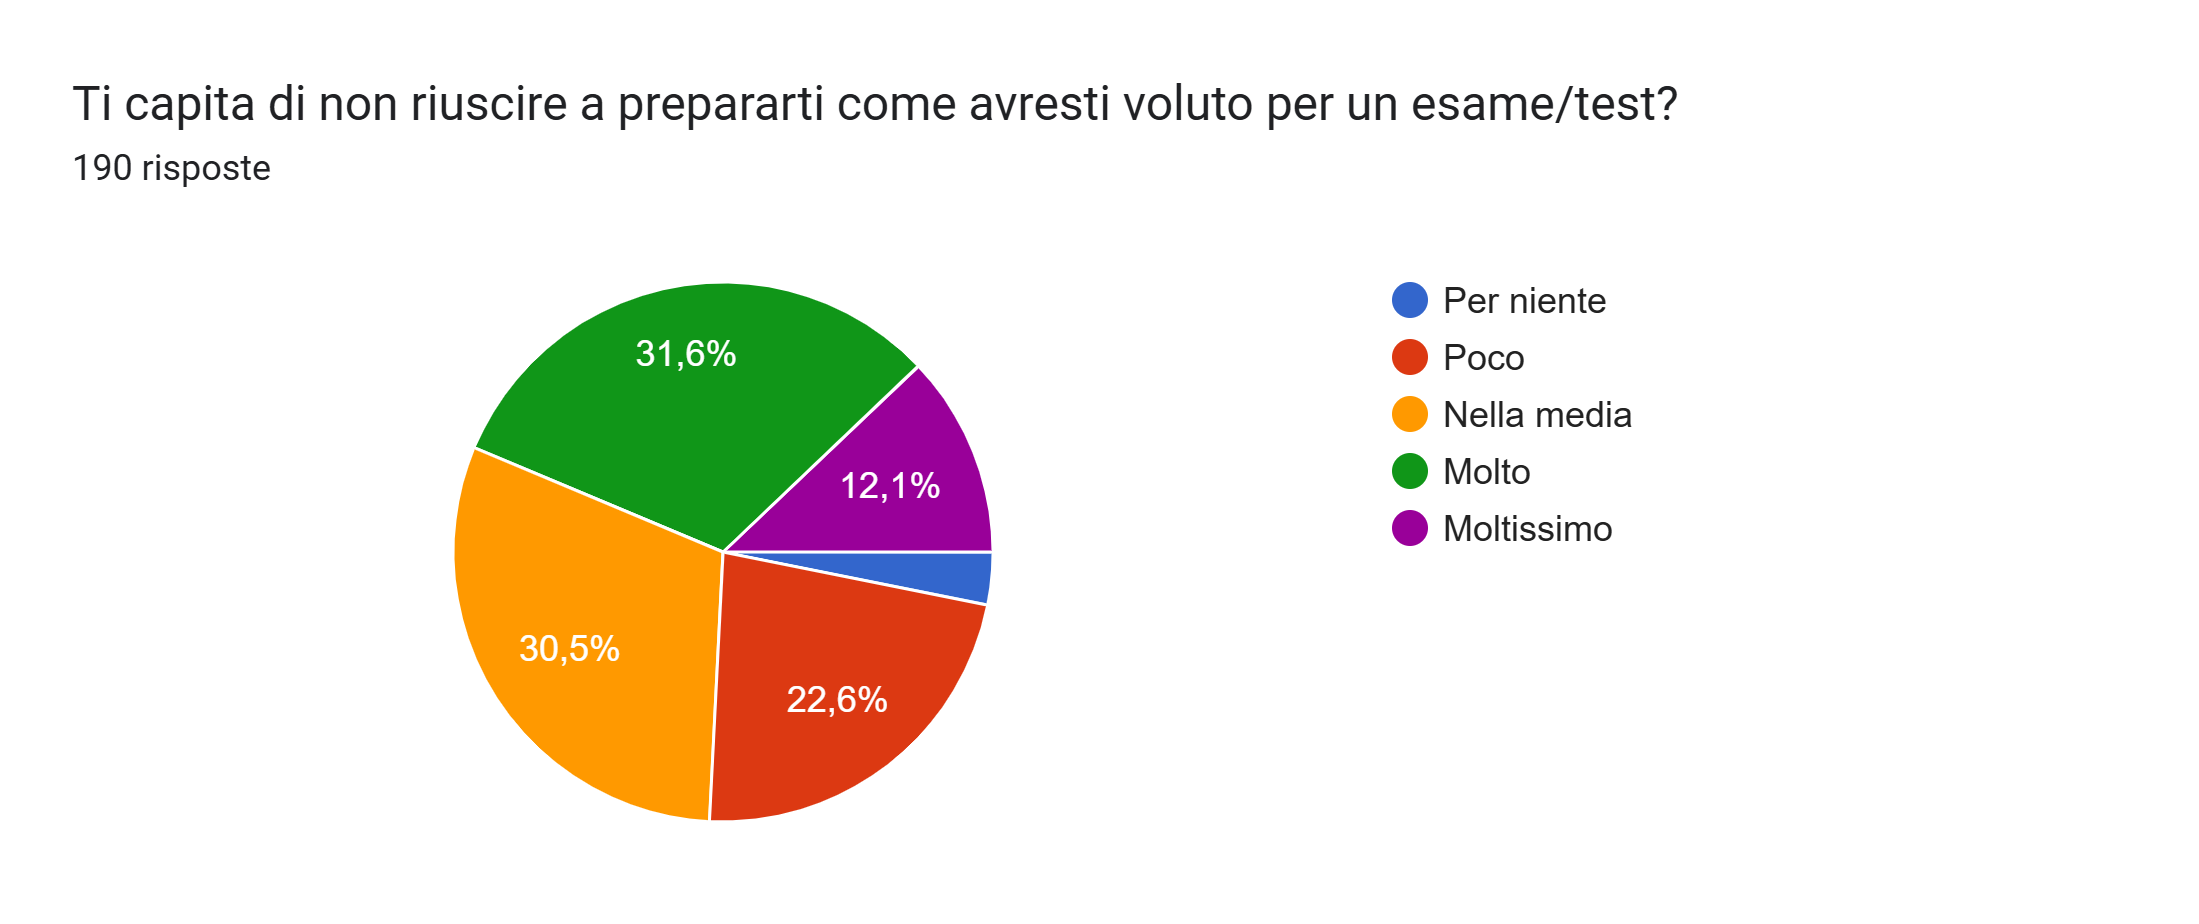 Ti capita di non riuscire a prepararti come avresti voluto per un esame/test?
190 risposte
31,6%
12,1%
30,5%
22,6%
Per niente
Poco
Nella media
Molto
Moltissimo